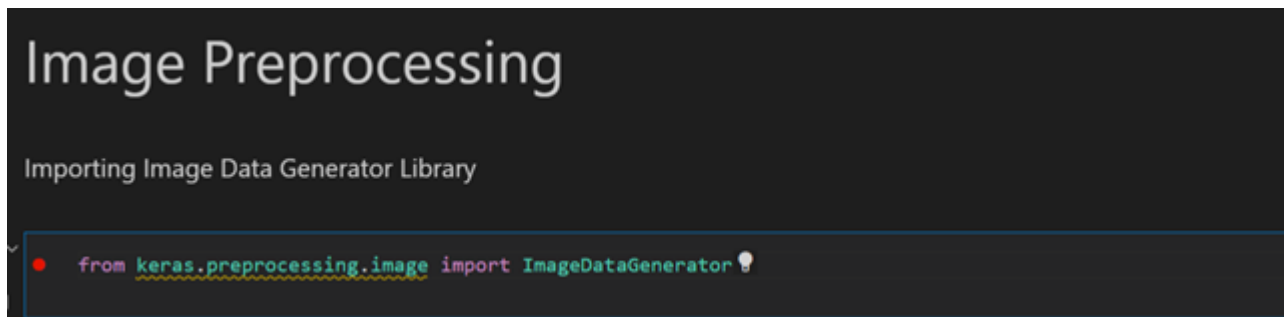 Image Preprocessing
Importing Image Data Generator Library
from keras.preprocessing.image import ImageDataGenerator